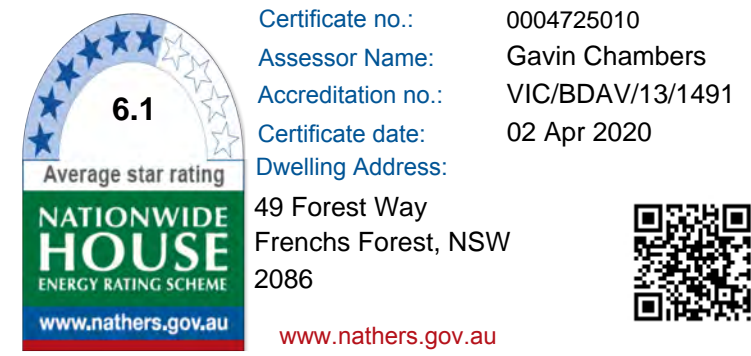 6.1
Average star rating
NATIONWIDE
HOUSE
ENERGY RATING SCHEME
www.nathers.gov.au
Certificate no.: 0004725010
Assessor Name: Gavin Chambers
Accreditation no.: VIC/BDAV/13/1491
Certificate date: 02 Apr 2020
Dwelling Address:
49 Forest Way
Frenchs Forest, NSW
2086
www.nathers.gov.au